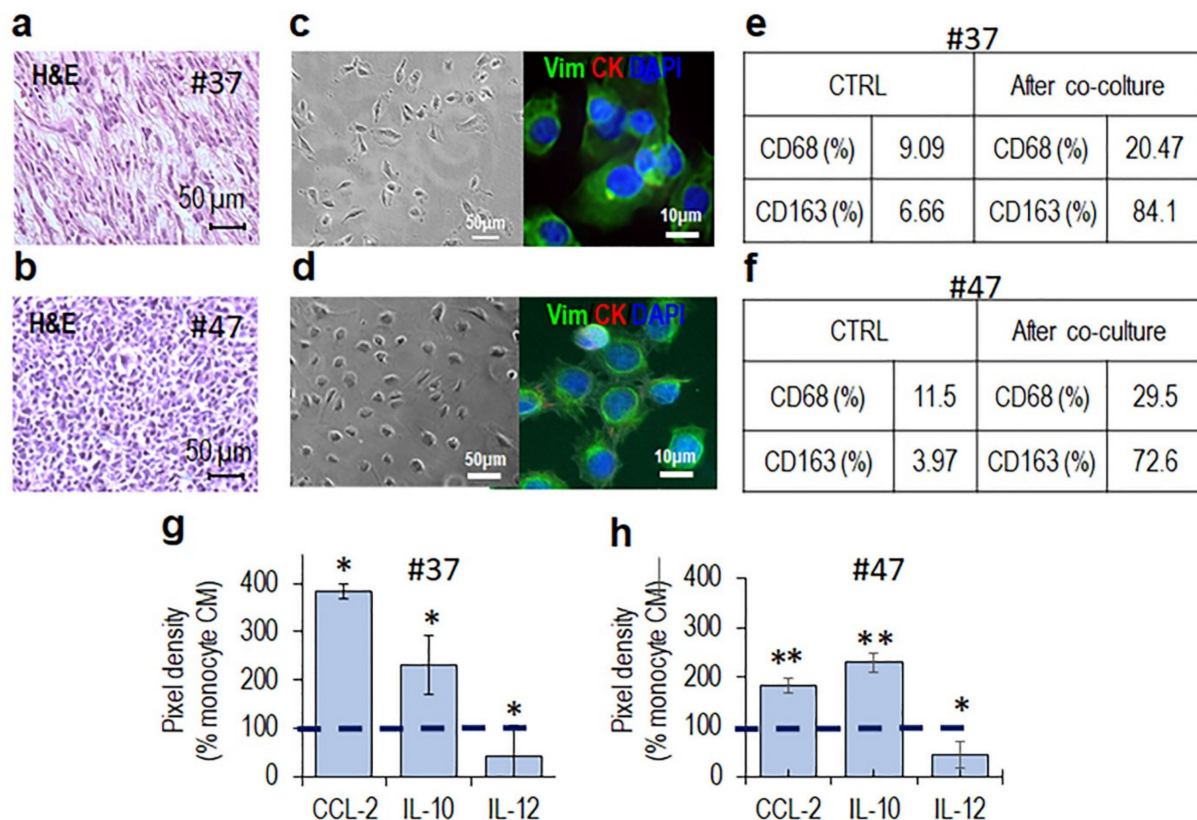 a
H&E #37
50 µm
b
H&E #47
50 µm
c
50µm
Vim CK DAPI
10µm
d
50µm
Vim CK DAPI
10µm
e
#37
CTRL After co-colture
CD68 (%) 9.09 CD68 (%) 20.47
CD163 (%) 6.66 CD163 (%) 84.1
f
#47
CTRL After co-culture
CD68 (%) 11.5 CD68 (%) 29.5
CD163 (%) 3.97 CD163 (%) 72.6
g
#37
Pixel density
(% monocyte CM)
400
300
200
100
0
* * *
CCL-2 IL-10 IL-12
h
#47
Pixel density
(% monocyte CM)
400
300
200
100
0
** ** *
CCL-2 IL-10 IL-12